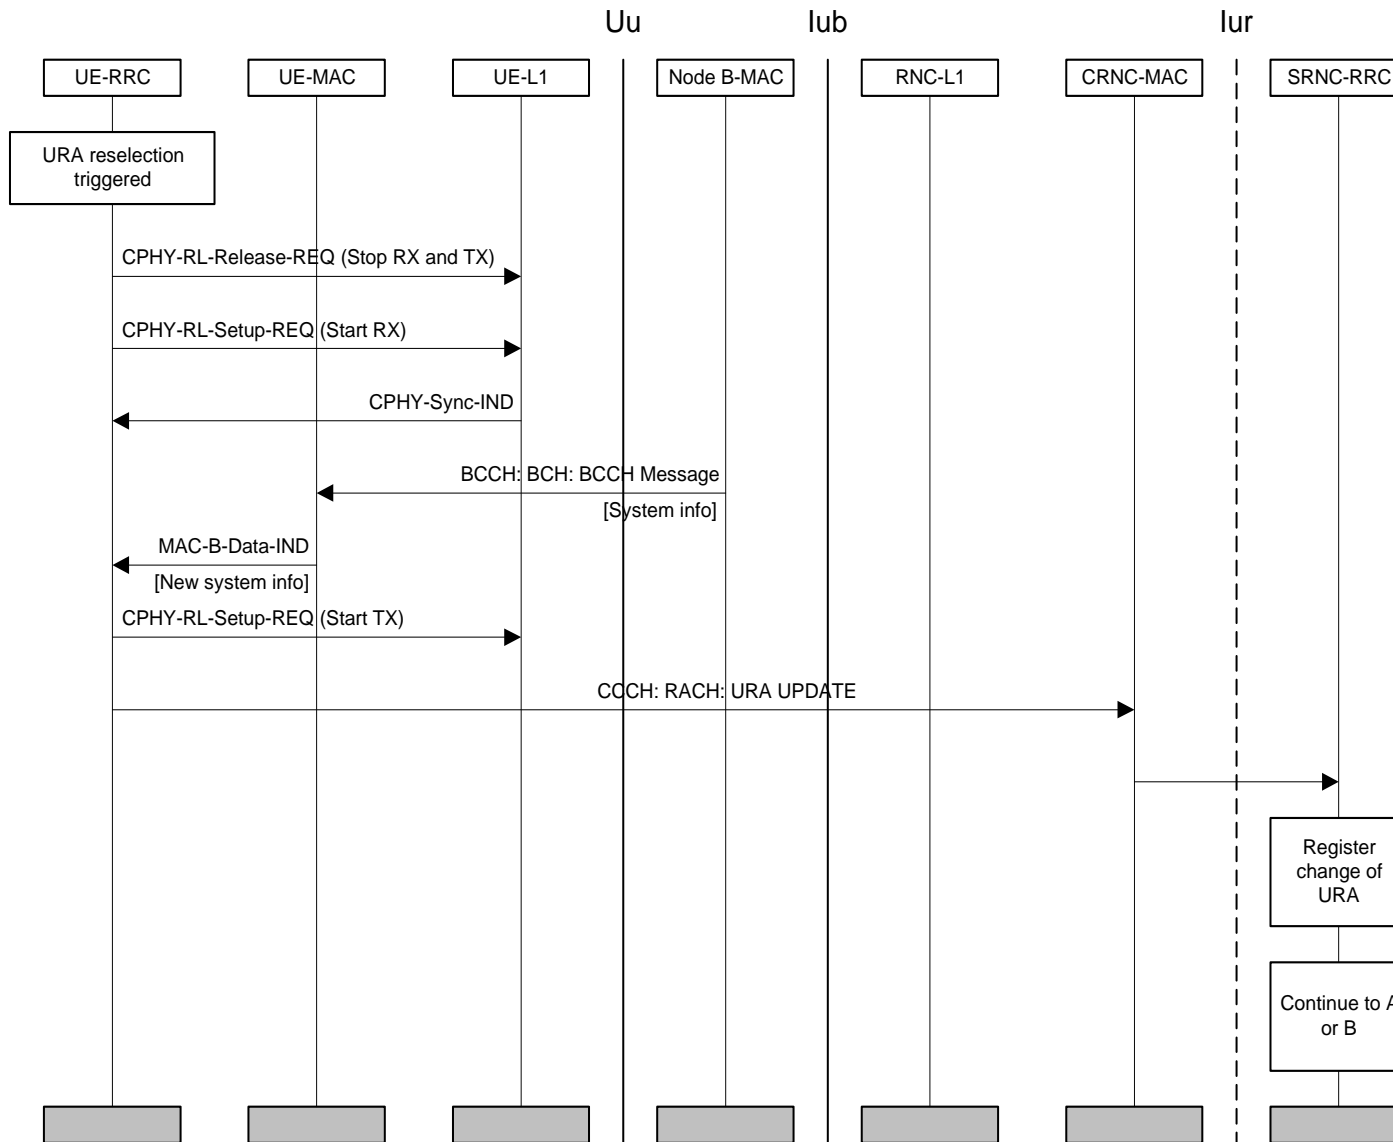 Uu
Iub
Iur
UE-RRC
UE-MAC
UE-L1
Node B-MAC
RNC-L1
CRNC-MAC
SRNC-RRC
URA reselection
triggered
CPHY-RL-Release-REQ (Stop RX and TX)
CPHY-RL-Setup-REQ (Start RX)
CPHY-Sync-IND
BCCH: BCH: BCCH Message
[System info]
MAC-B-Data-IND
[New system info]
CPHY-RL-Setup-REQ (Start TX)
CCCH: RACH: URA UPDATE
Register
change of
URA
Continue to A
or B